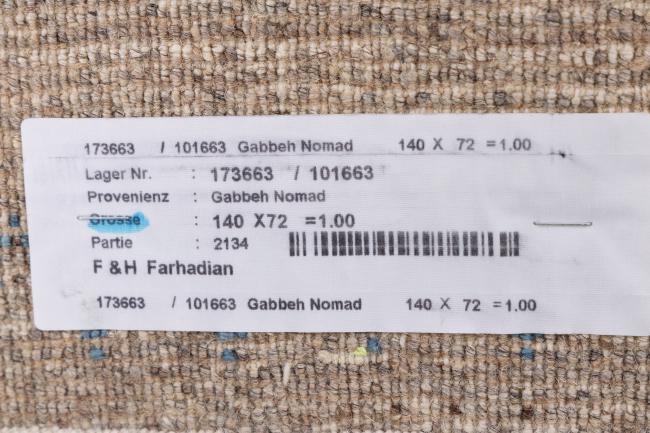 173663 / 101663 Gabbeh Nomad 140 X 72 =1.00
Lager Nr. : 173663 / 101663
Provenienz : Gabbeh Nomad
Grosse : 140 X72 =1.00
Partie : 2134
F & H Farhadian
173663 / 101663 Gabbeh Nomad 140 X 72 =1.00